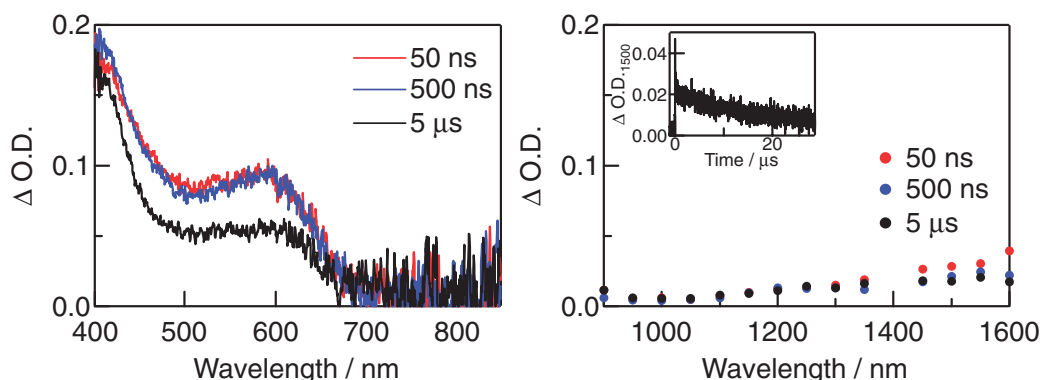 0.2
0.1
0.0
Δ O.D.
50 ns
500 ns
5 μs
400 500 600 700 800
Wavelength / nm
0.2
0.1
0.0
Δ O.D.
0.04
0.02
0.00
Δ O.D.1500
0 20
Time / μs
50 ns
500 ns
5 μs
1000 1200 1400 1600
Wavelength / nm